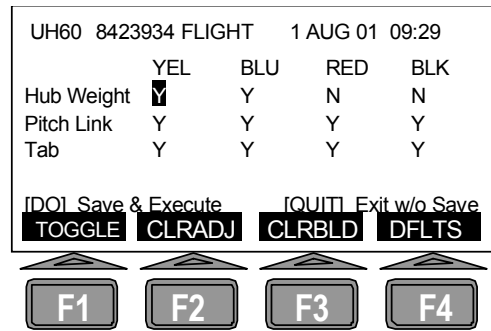 UH60 8423934 FLIGHT 1 AUG 01 09:29
YEL BLU RED BLK
Hub Weight Y Y N N
Pitch Link Y Y Y Y
Tab Y Y Y Y
[DO] Save & Execute [QUIT] Exit w/o Save
TOGGLE CLRADJ CLRBLD DFLTS
F1 F2 F3 F4